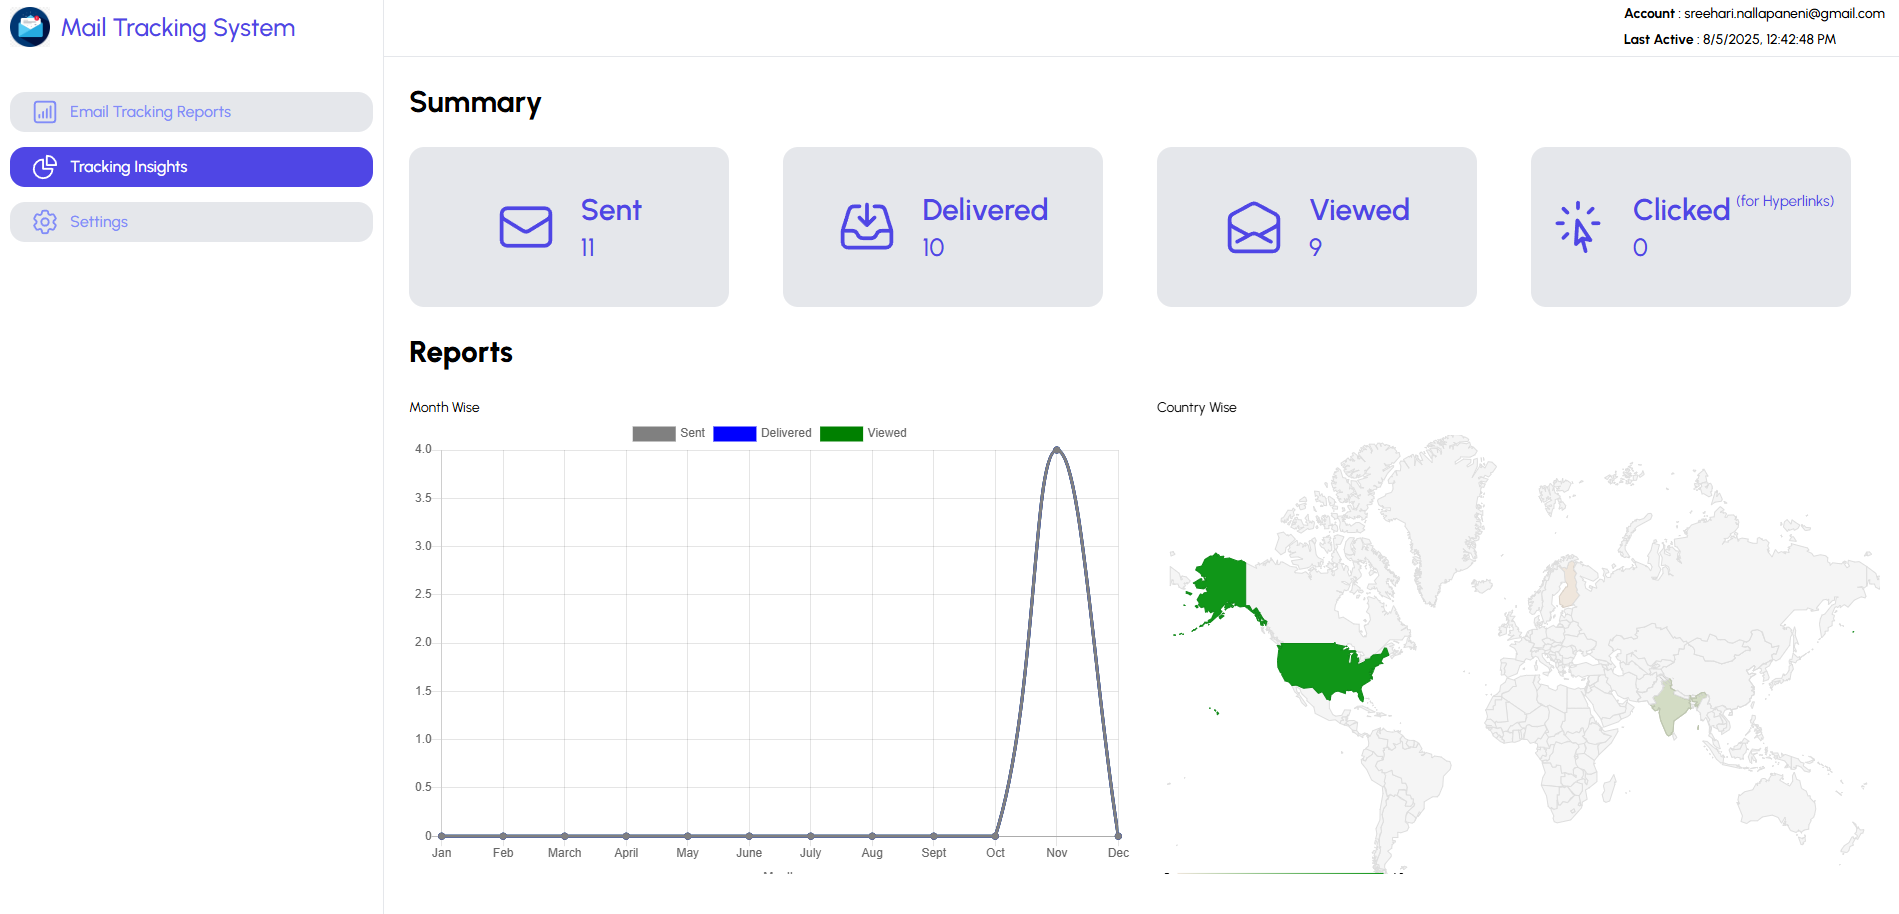 Mail Tracking System
Account : sreehari.nallapaneni@gmail.com
Last Active : 8/5/2025, 12:42:48 PM
Email Tracking Reports
Tracking Insights
Settings
Summary
Sent
11
Delivered
10
Viewed
9
Clicked (for Hyperlinks)
0
Reports
Month Wise
Sent Delivered Viewed
4.0
3.5
3.0
2.5
2.0
1.5
1.0
0.5
0
Jan Feb March April May June July Aug Sept Oct Nov Dec
Country Wise